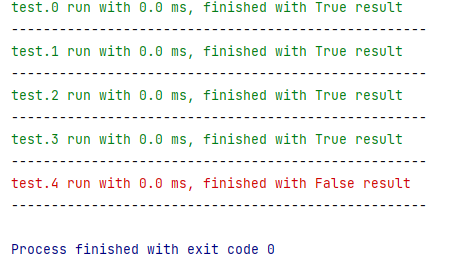 test.0 run with 0.0 ms, finished with True result
----------------------------------------------------
test.1 run with 0.0 ms, finished with True result
----------------------------------------------------
test.2 run with 0.0 ms, finished with True result
----------------------------------------------------
test.3 run with 0.0 ms, finished with True result
----------------------------------------------------
test.4 run with 0.0 ms, finished with False result
----------------------------------------------------
Process finished with exit code 0